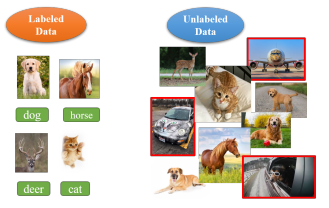 Labeled
Data
Unlabeled
Data
dog
horse
deer
cat